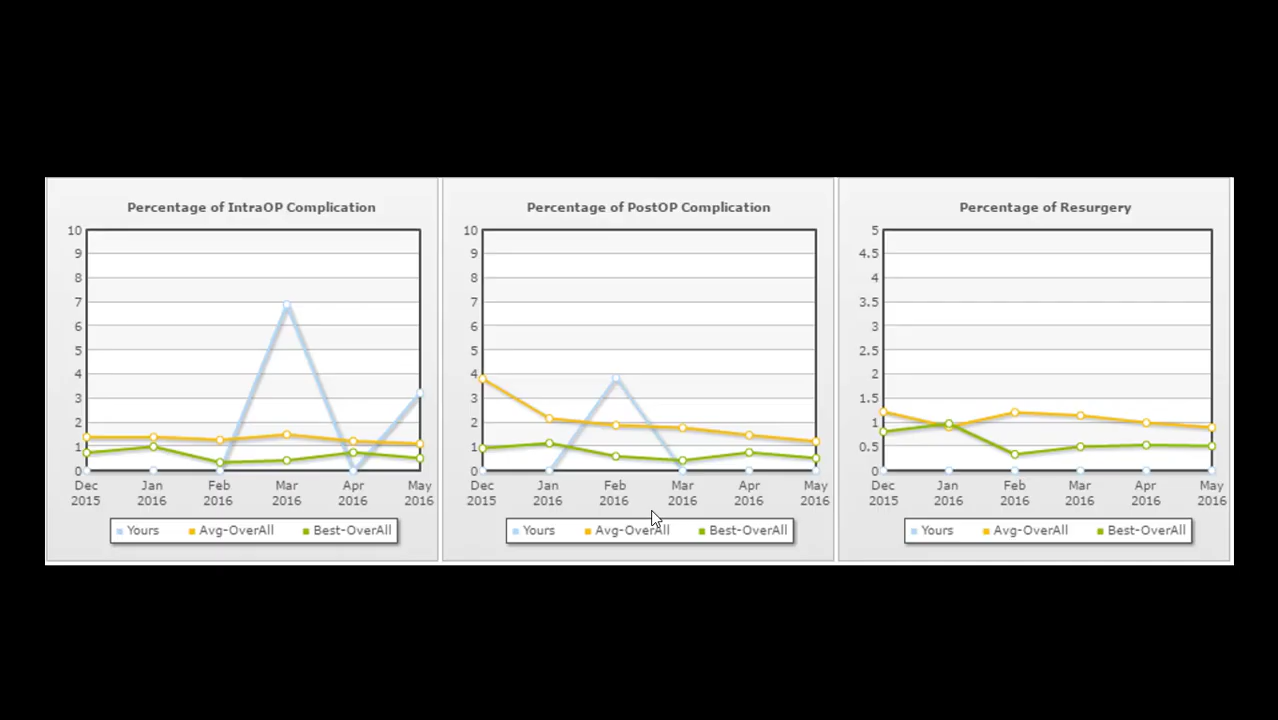 Percentage of IntraOP Complication
10
9
8
7
6
5
4
3
2
1
0
Dec 2015
Jan 2016
Feb 2016
Mar 2016
Apr 2016
May 2016
Yours Avg-OverAll Best-OverAll
Percentage of PostOP Complication
10
9
8
7
6
5
4
3
2
1
0
Dec 2015
Jan 2016
Feb 2016
Mar 2016
Apr 2016
May 2016
Yours Avg-OverAll Best-OverAll
Percentage of Resurgery
5
4.5
4
3.5
3
2.5
2
1.5
1
0.5
0
Dec 2015
Jan 2016
Feb 2016
Mar 2016
Apr 2016
May 2016
Yours Avg-OverAll Best-OverAll